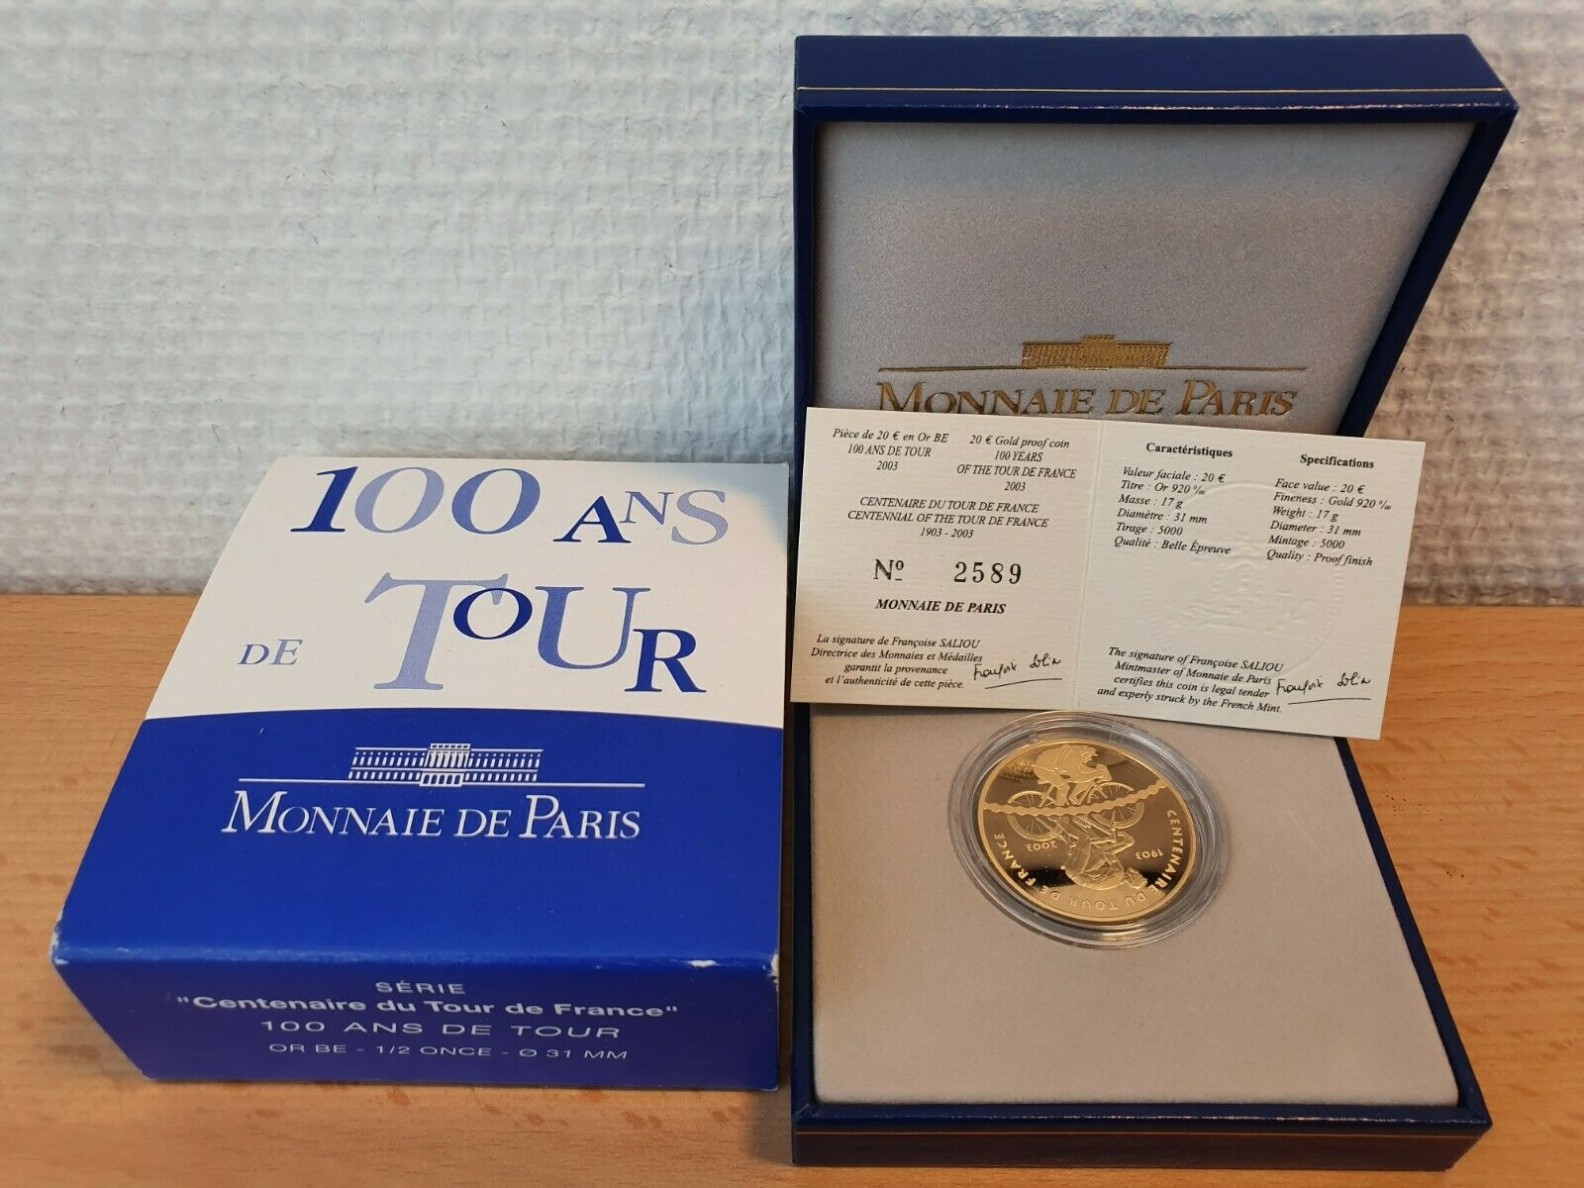 100 ANS
DE TOUR
MONNAIE DE PARIS
SÉRIE
"Centenaire du Tour de France"
100 ANS DE TOUR
OR BE - 1/2 ONCE - Ø 31 MM
MONNAIE DE PARIS
Pièce de 20 € en Or BE
100 ANS DE TOUR
2003
20 € Gold proof coin
100 YEARS
OF THE TOUR DE FRANCE
2003
CENTENAIRE DU TOUR DE FRANCE
CENTENNIAL OF THE TOUR DE FRANCE
1903 - 2003
Nº 2589
MONNAIE DE PARIS
La signature de Françoise SALIOU
Directrice des Monnaies et Médailles
garantit la provenance
et l'authenticité de cette pièce.
Caractéristiques
Valeur faciale : 20 €
Titre : Or 920 ‰
Masse : 17 g
Diamètre : 31 mm
Tirage : 5000
Qualité : Belle Épreuve
Specifications
Face value : 20 €
Fineness : Gold 920 ‰
Weight : 17 g
Diameter : 31 mm
Mintage : 5000
Quality : Proof finish
The signature of Françoise SALIOU
Mintmaster of Monnaie de Paris
certifies this coin is legal tender
and experly struck by the French Mint.
CENTENAIRE DU TOUR DE FRANCE
1903
2003